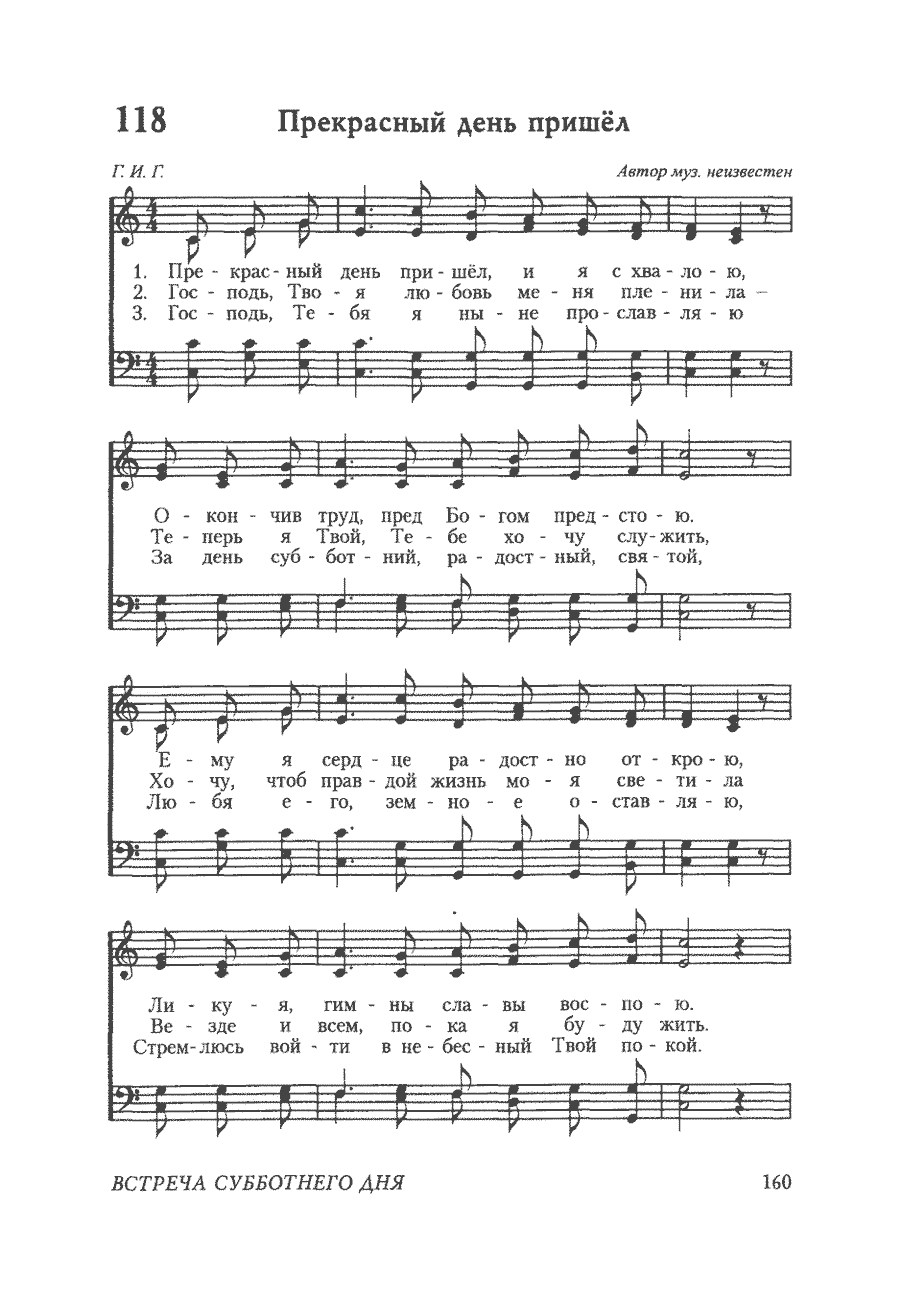 118 Прекрасный день пришёл
Г. И. Г. Автор муз. неизвестен
1. Пре - крас - ный день при - шёл, и я с хва - ло - ю,
2. Гос - подь, Тво - я лю - бовь ме - ня пле - ни - ла –
3. Гос - подь, Те - бя я ны - не про - слав - ля - ю
О - кон - чив труд, пред Бо - гом пред - сто - ю.
Те - перь я Твой, Те - бе хо - чу слу - жить,
За день суб - бот - ний, ра - дост - ный, свя - той,
Е - му я серд - це ра - дост - но от - кро - ю,
Хо - чу, чтоб прав - дой жизнь мо - я све - ти - ла
Лю - бя е - го, зем - но - е о - став - ля - ю,
Ли - ку - я, гим - ны сла - вы вос - по - ю.
Ве - зде и всем, по - ка я бу - ду жить.
Стрем - люсь вой - ти в не - бес - ный Твой по - кой.
ВСТРЕЧА СУББОТНЕГО ДНЯ 160